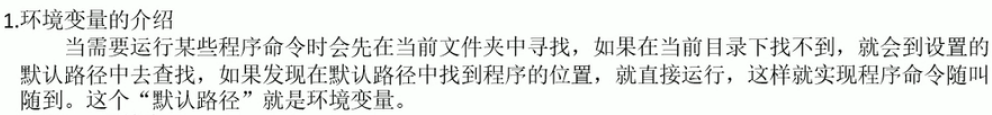 1.环境变量的介绍
当需要运行某些程序命令时会先在当前文件夹中寻找，如果在当前目录下找不到，就会到设置的
默认路径中去查找，如果发现在默认路径中找到程序的位置，就直接运行，这样就实现程序命令随叫
随到。这个“默认路径”就是环境变量。